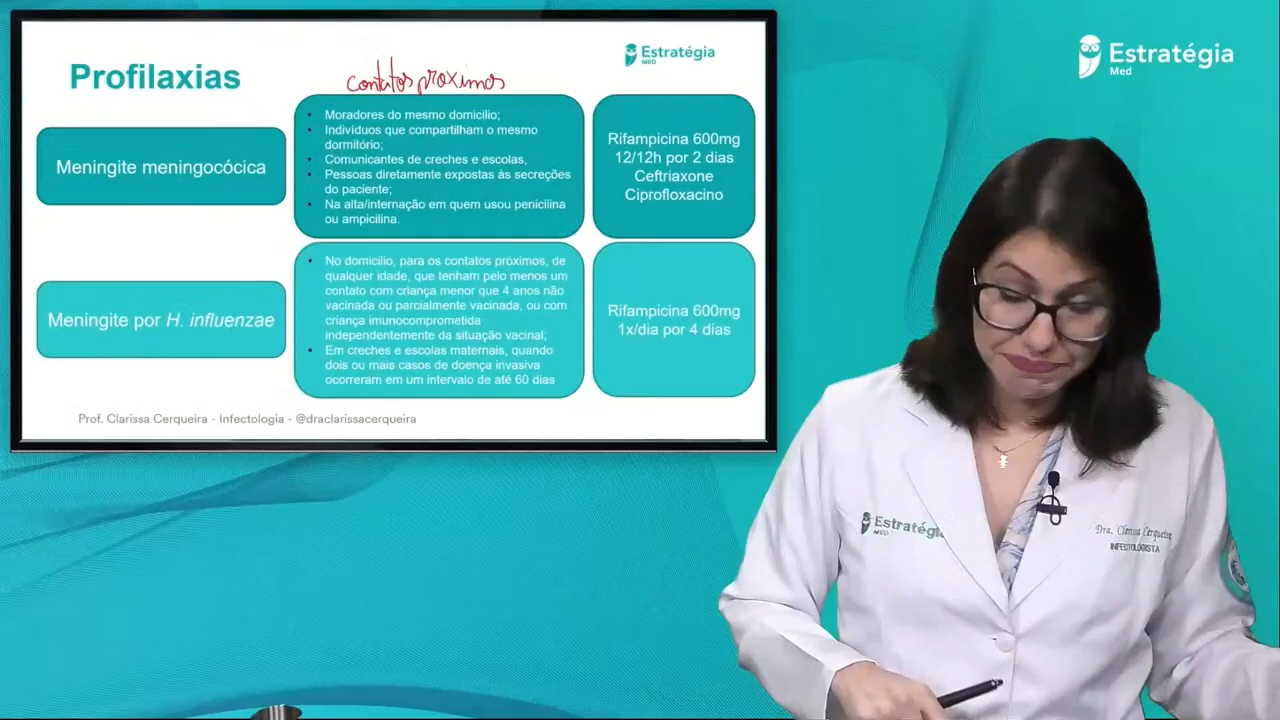 Profilaxias
Estratégia
MED
contatos próximos
Meningite meningocócica
• Moradores do mesmo domicilio;
• Indivíduos que compartilham o mesmo
dormitório;
• Comunicantes de creches e escolas,
• Pessoas diretamente expostas às secreções
do paciente;
• Na alta/internação em quem usou penicilina
ou ampicilina.
Rifampicina 600mg
12/12h por 2 dias
Ceftriaxone
Ciprofloxacino
Meningite por H. influenzae
• No domicilio, para os contatos próximos, de
qualquer idade, que tenham pelo menos um
contato com criança menor que 4 anos não
vacinada ou parcialmente vacinada, ou com
criança imunocomprometida
independentemente da situação vacinal;
• Em creches e escolas maternais, quando
dois ou mais casos de doença invasiva
ocorreram em um intervalo de até 60 dias
Rifampicina 600mg
1x/dia por 4 dias
Prof. Clarissa Cerqueira - Infectologia - @draclarissacerqueira
Estratégia
Med
Estratégia
MED
Dra. Clarissa Cerqueira
INFECTOLOGISTA